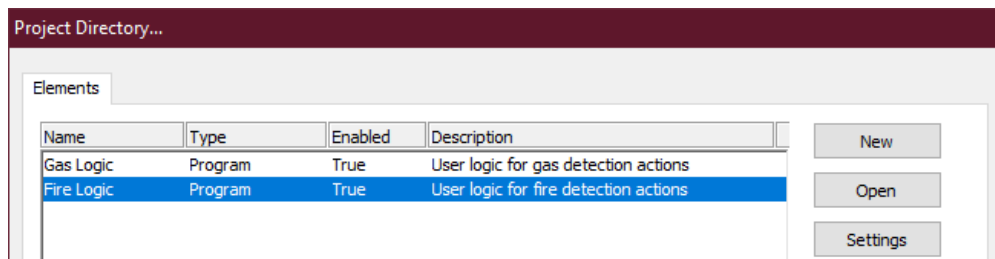 Project Directory...
Elements
Name Type Enabled Description
New
Gas Logic Program True User logic for gas detection actions
Fire Logic Program True User logic for fire detection actions
Open
Settings